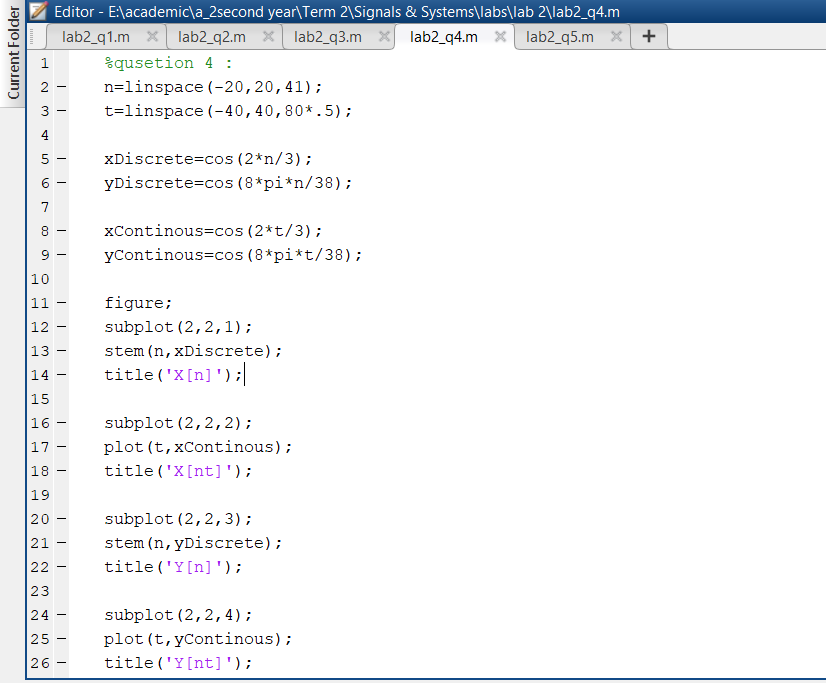 Current Folder
Editor - E:\academic\a_2second year\Term 2\Signals & Systems\labs\lab 2\lab2_q4.m
lab2_q1.m × lab2_q2.m × lab2_q3.m × lab2_q4.m × lab2_q5.m × +
1 %qusetion 4 :
2 - n=linspace(-20,20,41);
3 - t=linspace(-40,40,80*.5);
4
5 - xDiscrete=cos(2*n/3);
6 - yDiscrete=cos(8*pi*n/38);
7
8 - xContinous=cos(2*t/3);
9 - yContinous=cos(8*pi*t/38);
10
11 - figure;
12 - subplot(2,2,1);
13 - stem(n,xDiscrete);
14 - title('X[n]');
15
16 - subplot(2,2,2);
17 - plot(t,xContinous);
18 - title('X[nt]');
19
20 - subplot(2,2,3);
21 - stem(n,yDiscrete);
22 - title('Y[n]');
23
24 - subplot(2,2,4);
25 - plot(t,yContinous);
26 - title('Y[nt]');